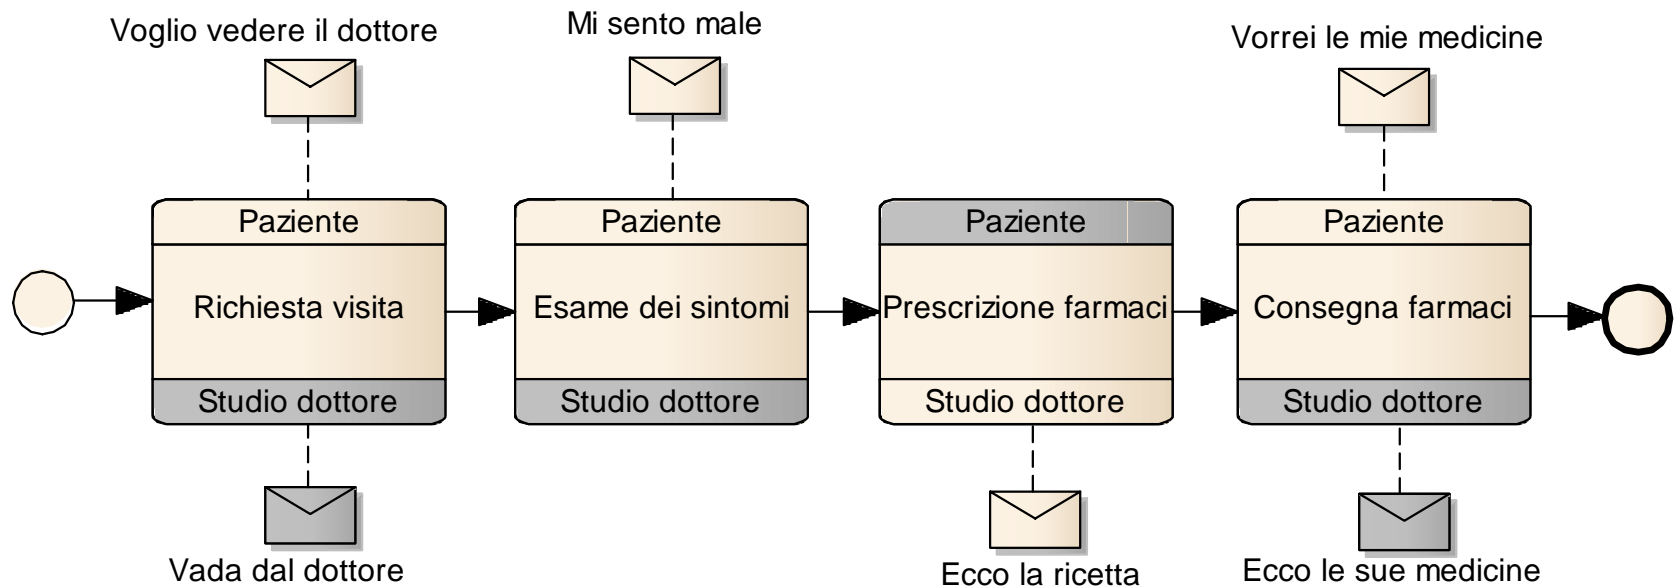 Voglio vedere il dottore
Mi sento male
Vorrei le mie medicine
Paziente
Richiesta visita
Studio dottore
Paziente
Esame dei sintomi
Studio dottore
Paziente
Prescrizione farmaci
Studio dottore
Paziente
Consegna farmaci
Studio dottore
Vada dal dottore
Ecco la ricetta
Ecco le sue medicine